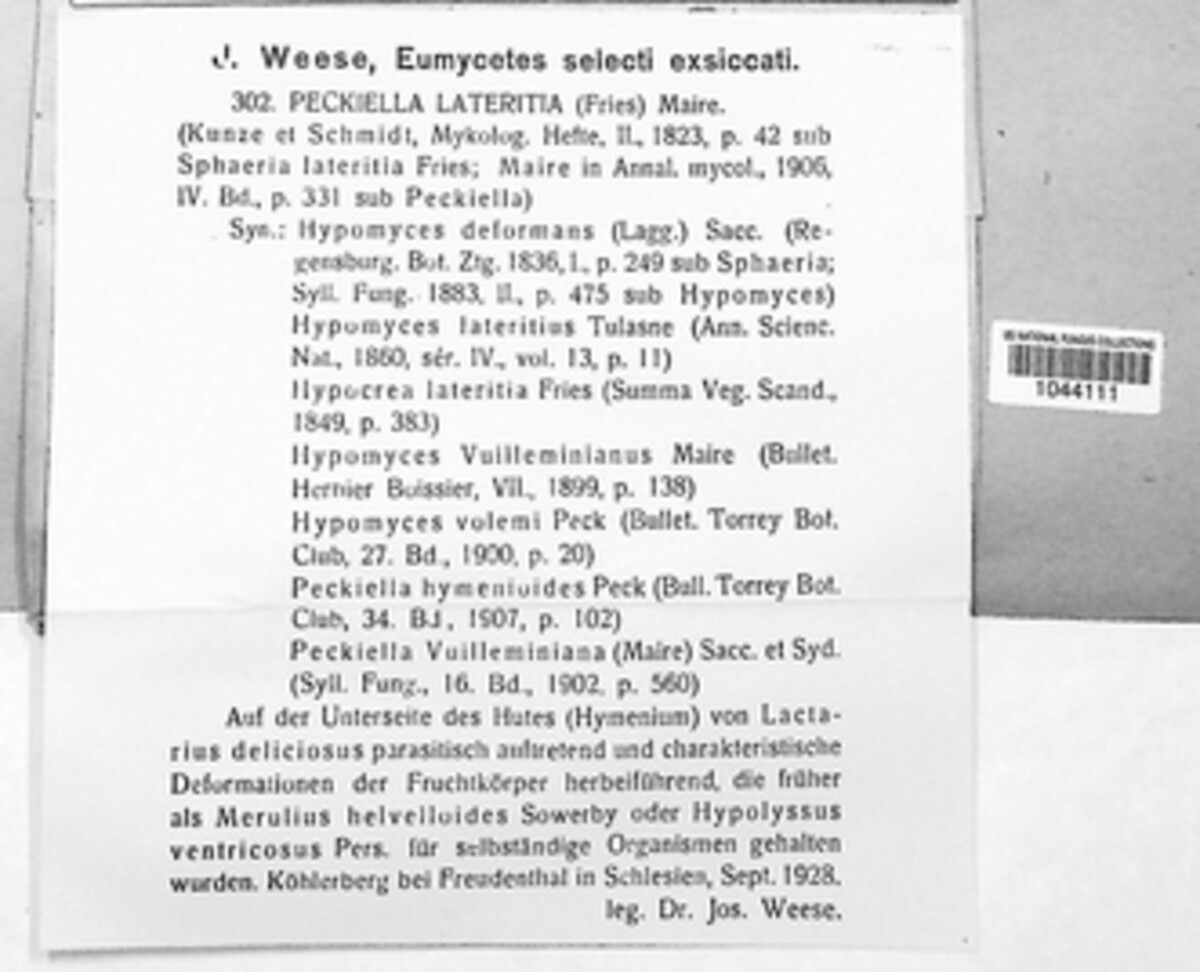 J. Weese, Eumycetes selecti exsiccati.
302. PECKIELLA LATERITIA (Fries) Maire.
(Kunze et Schmidt, Mykolog. Hefte, II., 1823, p. 42 sub
Sphaeria lateritia Fries; Maire in Annal. mycol., 1906,
IV. Bd., p. 331 sub Peckiella)
Syn.: Hypomyces deformans (Lagg.) Sacc. (Re-
gensburg. Bot. Ztg. 1836, I., p. 249 sub Sphaeria;
Syll. Fung. 1883, II., p. 475 sub Hypomyces)
Hypomyces lateritius Tulasne (Ann. Scienc.
Nat., 1860, sér. IV., vol. 13, p. 11)
Hypocrea lateritia Fries (Summa Veg. Scand.,
1849, p. 383)
Hypomyces Vuilleminianus Maire (Bullet.
Hernier Boissier, VII., 1899, p. 138)
Hypomyces volemi Peck (Bullet. Torrey Bot.
Club, 27. Bd., 1900, p. 20)
Peckiella hymenioides Peck (Bull. Torrey Bot.
Club, 34. Bd., 1907, p. 102)
Peckiella Vuilleminiana (Maire) Sacc. et Syd.
(Syll. Fung., 16. Bd., 1902, p. 560)
Auf der Unterseite des Hutes (Hymenium) von Lacta-
rius deliciosus parasitisch auftretend und charakteristische
Deformationen der Fruchtkörper herbeiführend, die früher
als Merulius helvelloides Sowerby oder Hypolyssus
ventricosus Pers. für selbständige Organismen gehalten
wurden. Köhlerberg bei Freudenthal in Schlesien, Sept. 1928.
leg. Dr. Jos. Weese.
US NATIONAL FUNGUS COLLECTIONS
1044111